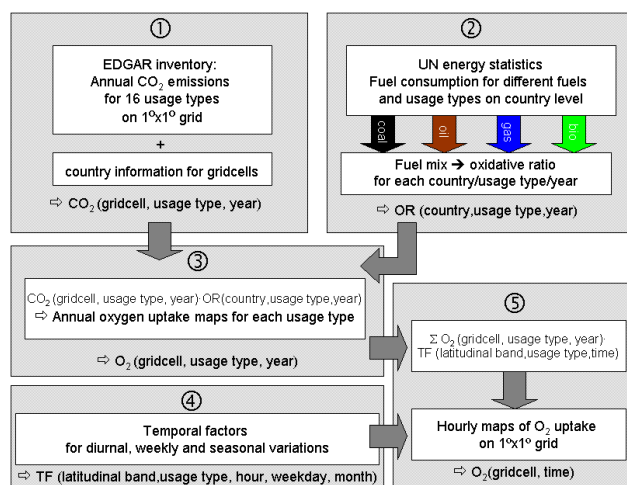 ①
EDGAR inventory:
Annual CO₂ emissions
for 16 usage types
on 1ºx1º grid
+
country information for gridcells
⇨ CO₂ (gridcell, usage type, year)
②
UN energy statistics
Fuel consumption for different fuels
and usage types on country level
coal
oil
gas
bio
Fuel mix → oxidative ratio
for each country/usage type/year
⇨ OR (country,usage type,year)
③
CO₂ (gridcell, usage type, year)·OR(country,usage type,year)
⇨ Annual oxygen uptake maps for each usage type
⇨ O₂ (gridcell, usage type, year)
④
Temporal factors
for diurnal, weekly and seasonal variations
⇨ TF (latitudinal band,usage type, hour, weekday, month)
⑤
Σ O₂ (gridcell, usage type, year)·
TF (latitudinal band,usage type,time)
Hourly maps of O₂ uptake
on 1ºx1º grid
⇨ O₂(gridcell, time)